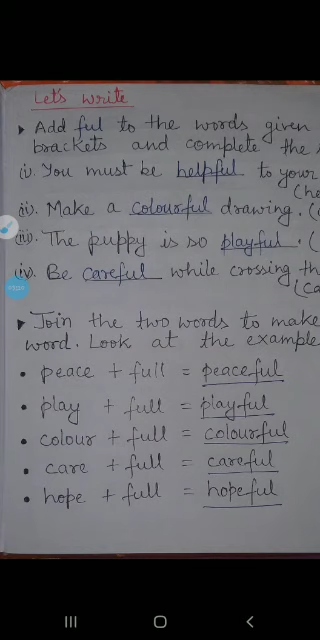 Let's write
▸ Add ful to the words given
brackets and complete the
(i. You must be helpful to your
(he
(ii). Make a colourful drawing. (
(iii). The puppy is so playful. (
(iv). Be careful while crossing th
(ca
▸ Join the two words to make
word. Look at the example
• peace + full = peaceful
• play + full = playful
• colour + full = colourful
• care + full = careful
• hope + full = hopeful